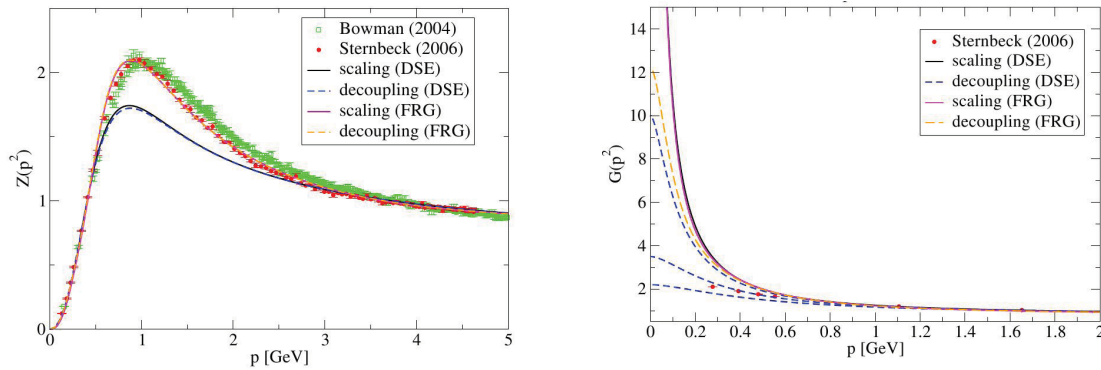 Bowman (2004)
Sternbeck (2006)
scaling (DSE)
decoupling (DSE)
scaling (FRG)
decoupling (FRG)
Z(p²)
2
1
0
0
1
2
3
4
5
p [GeV]
Sternbeck (2006)
scaling (DSE)
decoupling (DSE)
scaling (FRG)
decoupling (FRG)
G(p²)
14
12
10
8
6
4
2
0
0
0.2
0.4
0.6
0.8
1
1.2
1.4
1.6
1.8
2
p [GeV]